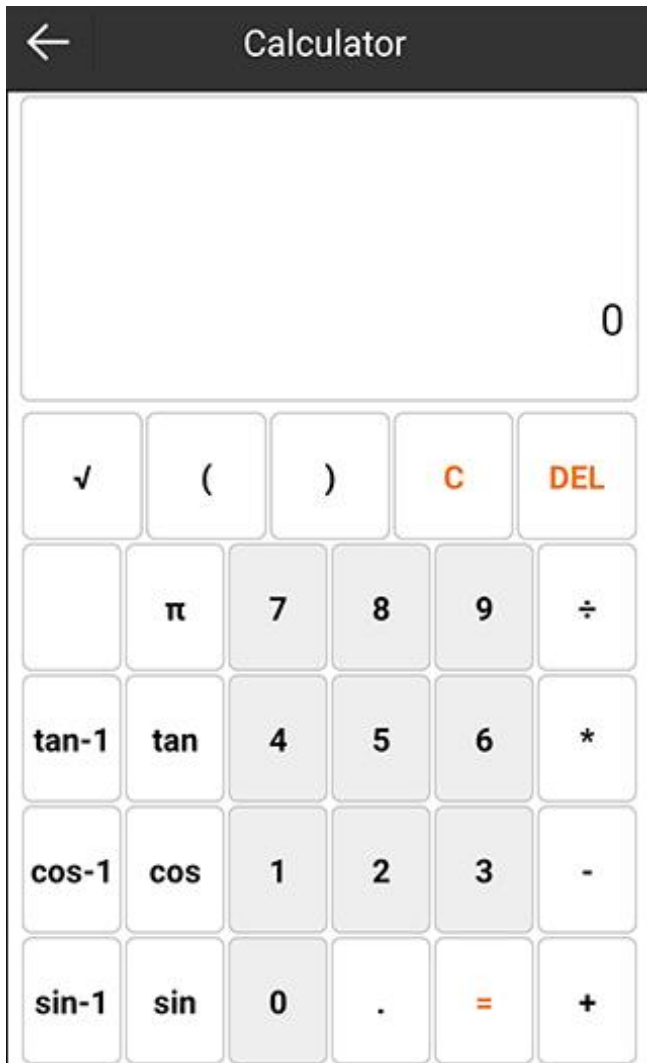 Calculator
0
√ ( ) C DEL
π 7 8 9 ÷
tan-1 tan 4 5 6 *
cos-1 cos 1 2 3 -
sin-1 sin 0 . = +